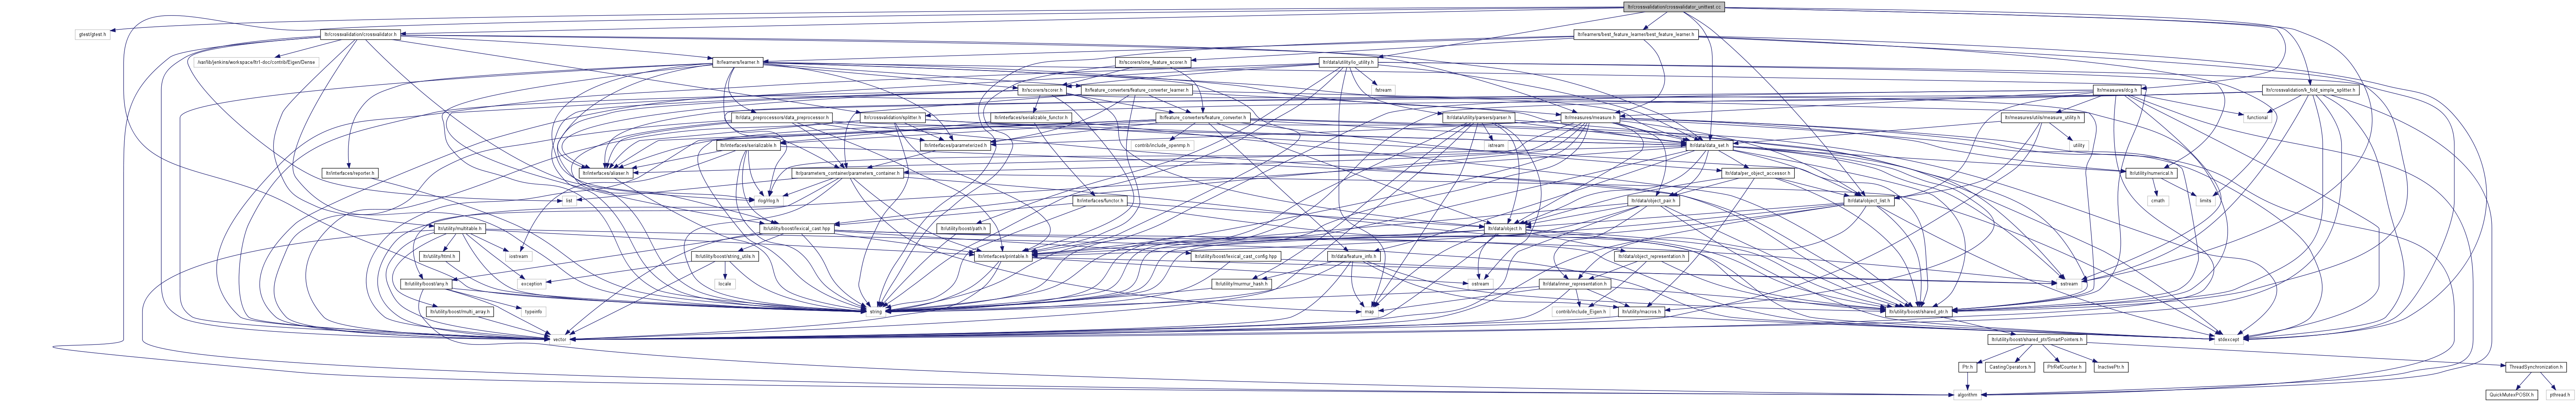 ltr/crossvalidation/crossvalidator_unittest.cc
gtest/gtest.h
ltr/crossvalidation/crossvalidator.h
ltr/learners/best_feature_learner/best_feature_learner.h
/var/lib/jenkins/workspace/ltr1-doc/contrib/Eigen/Dense
ltr/learners/learner.h
ltr/scorers/one_feature_scorer.h
ltr/data/utility/io_utility.h
ltr/scorers/scorer.h
ltr/feature_converters/feature_converter_learner.h
fstream
ltr/measures/dcg.h
ltr/crossvalidation/k_fold_simple_splitter.h
ltr/data_preprocessors/data_preprocessor.h
ltr/crossvalidation/splitter.h
ltr/interfaces/serializable_functor.h
ltr/feature_converters/feature_converter.h
ltr/data/utility/parsers/parser.h
ltr/measures/measure.h
ltr/measures/utils/measure_utility.h
functional
ltr/interfaces/serializable.h
ltr/interfaces/parameterized.h
contrib/include_openmp.h
istream
ltr/data/data_set.h
utility
ltr/interfaces/reporter.h
ltr/interfaces/aliaser.h
ltr/parameters_container/parameters_container.h
ltr/data/per_object_accessor.h
ltr/utility/numerical.h
list
rlog/rlog.h
ltr/interfaces/functor.h
ltr/data/object_pair.h
ltr/data/object_list.h
cmath
limits
ltr/utility/multitable.h
ltr/utility/boost/lexical_cast.hpp
ltr/utility/boost/path.h
ltr/data/object.h
ltr/utility/html.h
iostream
ltr/utility/boost/string_utils.h
ltr/interfaces/printable.h
ltr/utility/boost/lexical_cast_config.hpp
ltr/data/feature_info.h
ltr/data/object_representation.h
ltr/utility/boost/any.h
exception
locale
ltr/utility/murmur_hash.h
ostream
ltr/data/inner_representation.h
sstream
ltr/utility/boost/multi_array.h
typeinfo
string
map
contrib/include_Eigen.h
ltr/utility/macros.h
ltr/utility/boost/shared_ptr.h
vector
ltr/utility/boost/shared_ptr/SmartPointers.h
stdexcept
Ptr.h
CastingOperators.h
PtrRefCounter.h
InactivePtr.h
ThreadSynchronization.h
algorithm
QuickMutexPOSIX.h
pthread.h